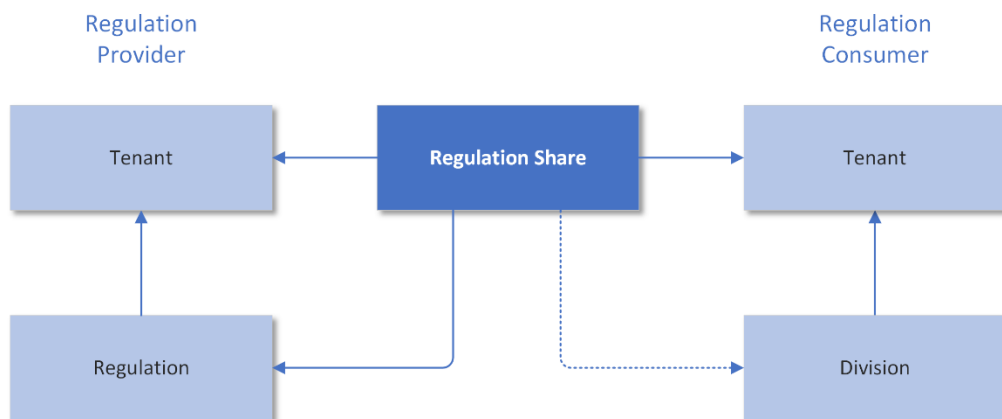 Regulation
Provider
Regulation
Consumer
Tenant
Regulation Share
Tenant
Regulation
Division